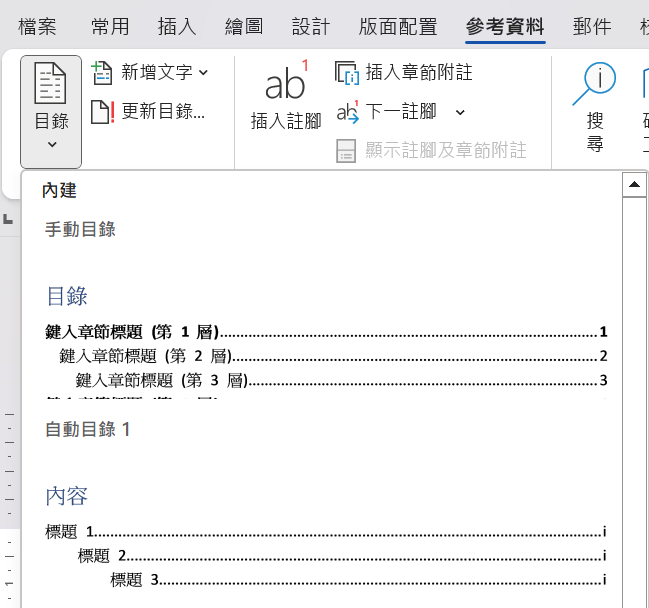 檔案 常用 插入 繪圖 設計 版面配置 參考資料 郵件
目錄
新增文字
更新目錄...
ab1
插入註腳
插入章節附註
ab1 下一註腳
顯示註腳及章節附註
搜尋
內建
手動目錄
目錄
鍵入章節標題 (第 1 層)........................1
鍵入章節標題 (第 2 層)........................2
鍵入章節標題 (第 3 層)........................3
自動目錄 1
內容
標題 1........................i
標題 2........................i
標題 3........................i
1